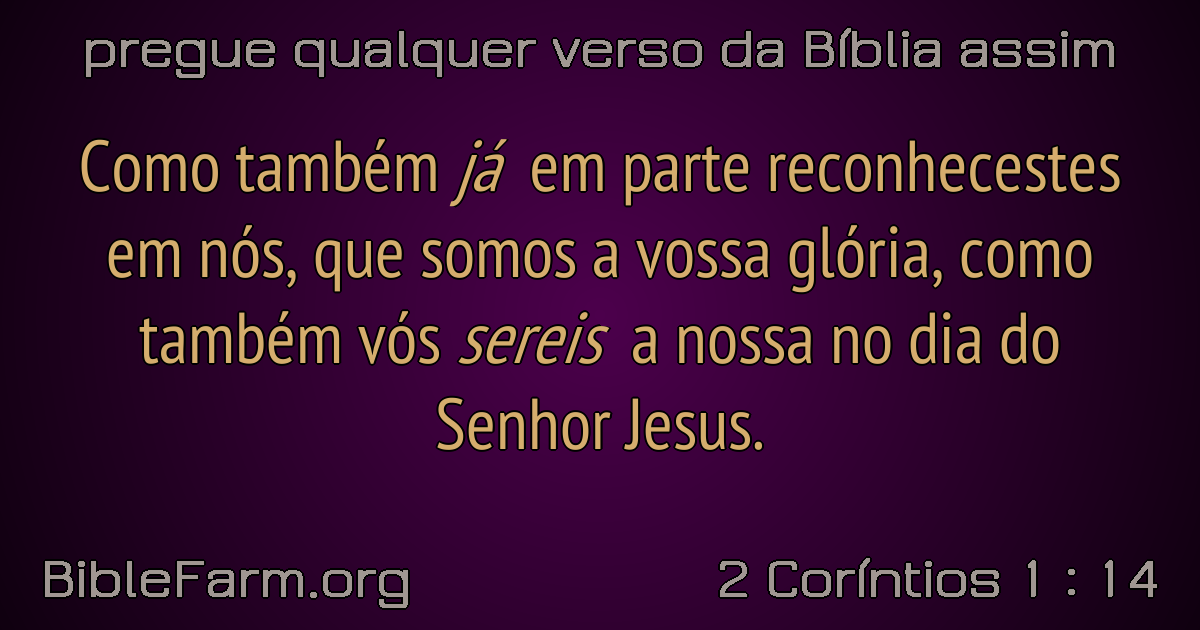 pregue qualquer verso da Bíblia assim
Como também já em parte reconhecestes
em nós, que somos a vossa glória, como
também vós sereis a nossa no dia do
Senhor Jesus.
BibleFarm.org
2 Coríntios 1 : 14